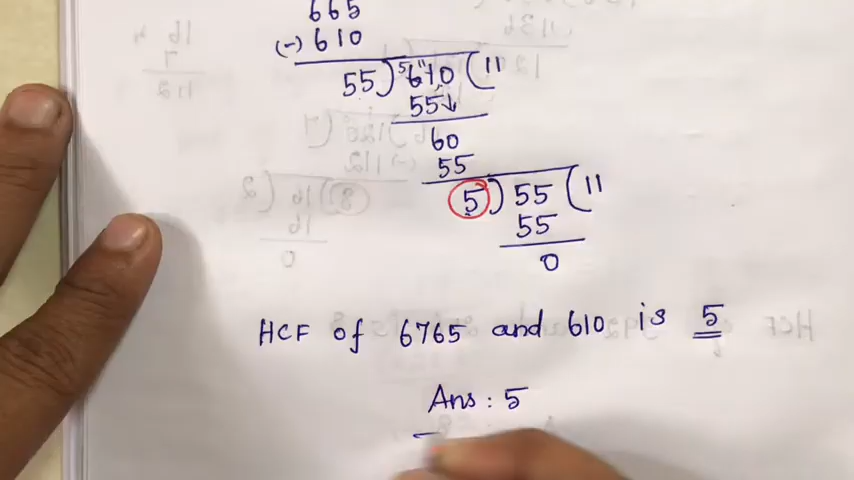 665
(-) 610
55) 610 (11
55↓
60
55
5) 55 (11
55
0
HCF of 6765 and 610 is 5
Ans : 5